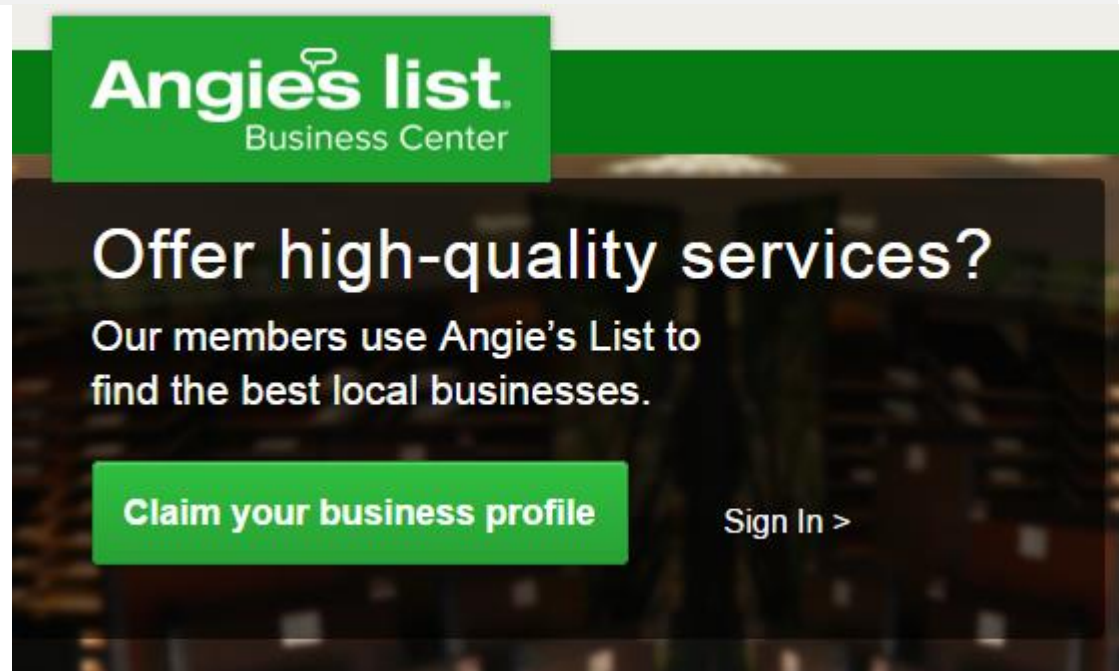 Angie's list.
Business Center
Offer high-quality services?
Our members use Angie's List to
find the best local businesses.
Claim your business profile
Sign In >